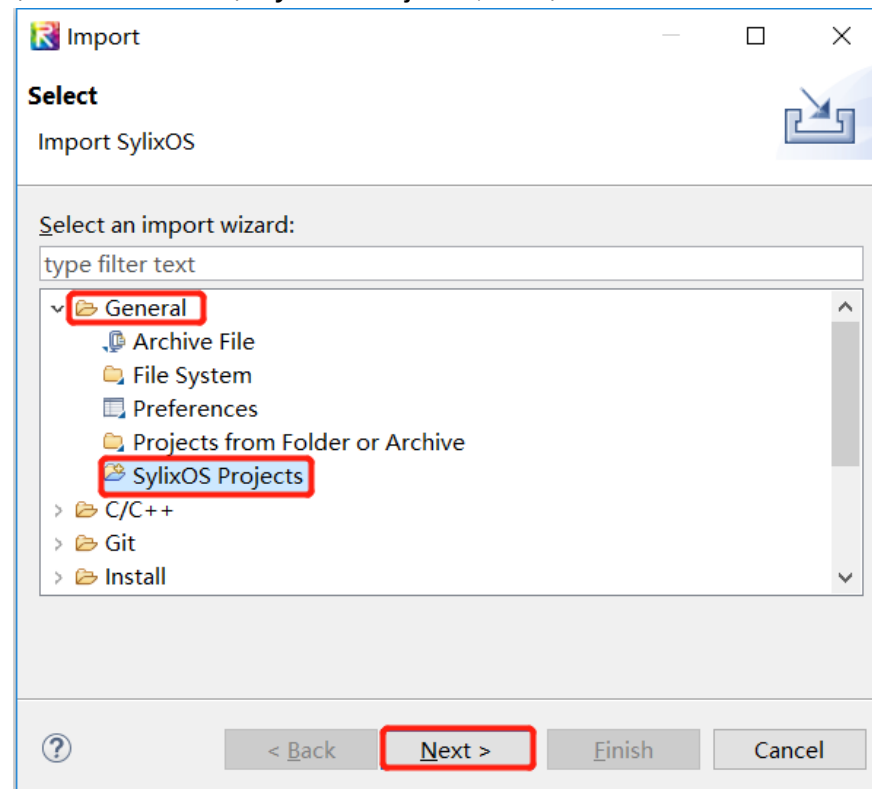 Import
Select
Import SylixOS
Select an import wizard:
type filter text
General
Archive File
File System
Preferences
Projects from Folder or Archive
SylixOS Projects
C/C++
Git
Install
< Back Next > Finish Cancel